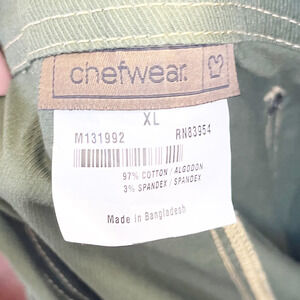 chefwear.
XL
M131992 RN83954
97% COTTON/ALGODON
3% SPANDEX/SPANDEX
Made in Bangladesh